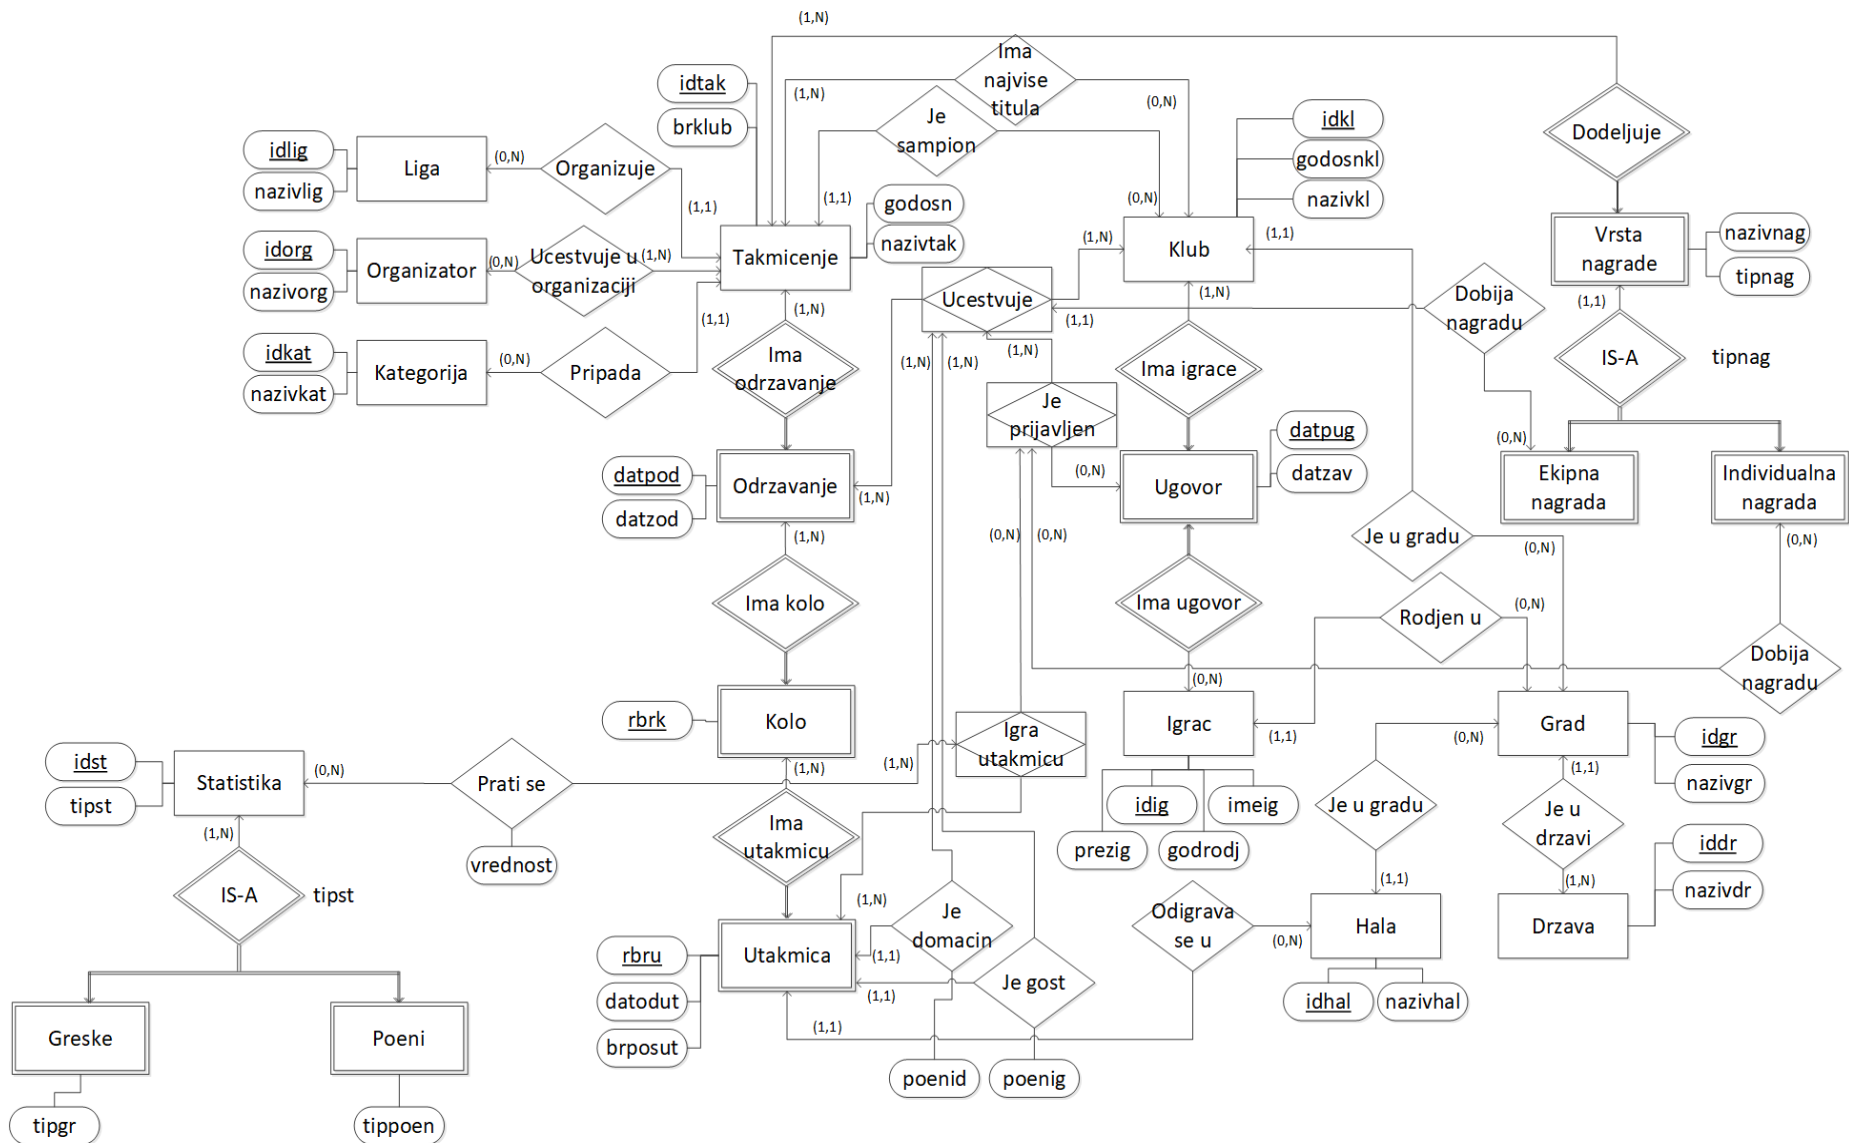 (1,N)
Ima
najvise
titula
idtak
(1,N)
(0,N)
brklub
Je
sampion
idkl
Dodeljuje
godosnkl
nazivkl
idlig
nazivlig
Liga
(0,N)
Organizuje
(1,1)
(1,1)
(0,N)
godosn
nazivtak
Takmicenje
Klub
(1,N)
(1,1)
Vrsta
nagrade
nazivnag
tipnag
idorg
nazivorg
Organizator
(0,N)
Ucestvuje u
organizaciji
(1,N)
Ucestvuje
(1,1)
Dobija
nagradu
(1,N)
(1,N)
(1,1)
idkat
nazivkat
Kategorija
(0,N)
Pripada
(1,1)
Ima
odrzavanje
(1,N)
(1,N)
(1,N)
Ima igrace
IS-A
tipnag
Je
prijavljen
datpug
datzav
(0,N)
(0,N)
datpod
datzod
Odrzavanje
(1,N)
Ugovor
Ekipna
nagrada
Individualna
nagrada
(1,N)
(0,N)
(0,N)
Je u gradu
(0,N)
(0,N)
Ima kolo
Ima ugovor
Rodjen u
(0,N)
Dobija
nagradu
(0,N)
rbrk
Kolo
Igra
utakmicu
Igrac
(1,1)
(0,N)
Grad
idgr
nazivgr
idst
tipst
Statistika
(0,N)
Prati se
(1,N)
(1,N)
(1,1)
vrednost
Ima
utakmicu
idig
imeig
prezig
godrodj
Je u gradu
Je u
drzavi
iddr
nazivdr
(1,N)
IS-A
tipst
(1,N)
(1,1)
(1,N)
Je
domacin
(1,1)
Odigrava
se u
(0,N)
Hala
Drzava
rbru
datodut
brposut
Utakmica
(1,1)
Je gost
(1,1)
idhal
nazivhal
Greske
Poeni
poenid
poenig
tipgr
tippoen